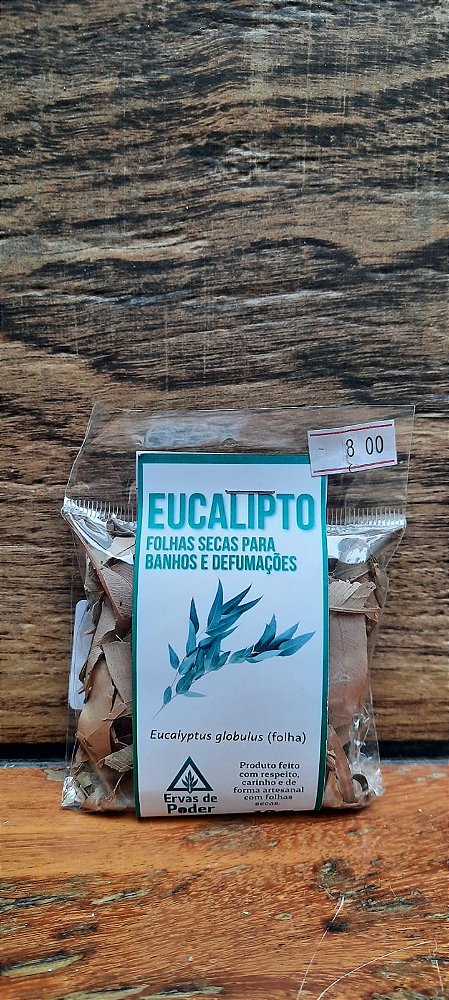 8 00
EUCALIPTO
FOLHAS SECAS PARA
BANHOS E DEFUMAÇÕES
Eucalyptus globulus (folha)
Ervas de
Poder
Produto feito
com respeito,
carinho e de
forma artesanal
com folhas
secas.